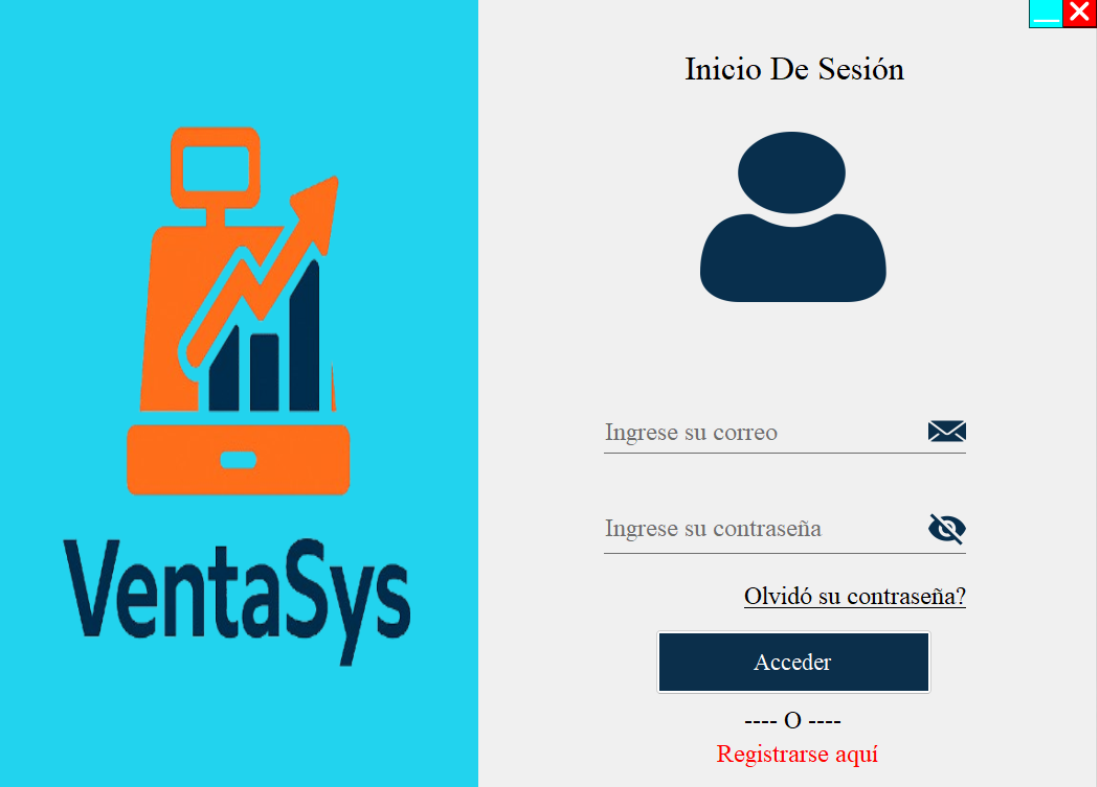 VentaSys
Inicio De Sesión
Ingrese su correo
Ingrese su contraseña
Olvidó su contraseña?
Acceder
---- O ----
Registrarse aquí